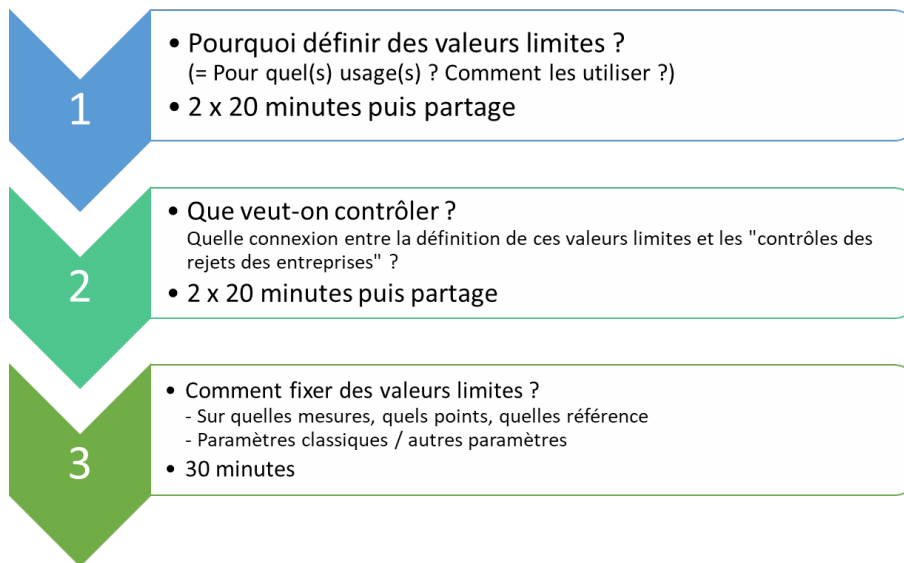 1
• Pourquoi définir des valeurs limites ?
(= Pour quel(s) usage(s) ? Comment les utiliser ?)
• 2 x 20 minutes puis partage
2
• Que veut-on contrôler ?
Quelle connexion entre la définition de ces valeurs limites et les "contrôles des
rejets des entreprises" ?
• 2 x 20 minutes puis partage
3
• Comment fixer des valeurs limites ?
- Sur quelles mesures, quels points, quelles référence
- Paramètres classiques / autres paramètres
• 30 minutes